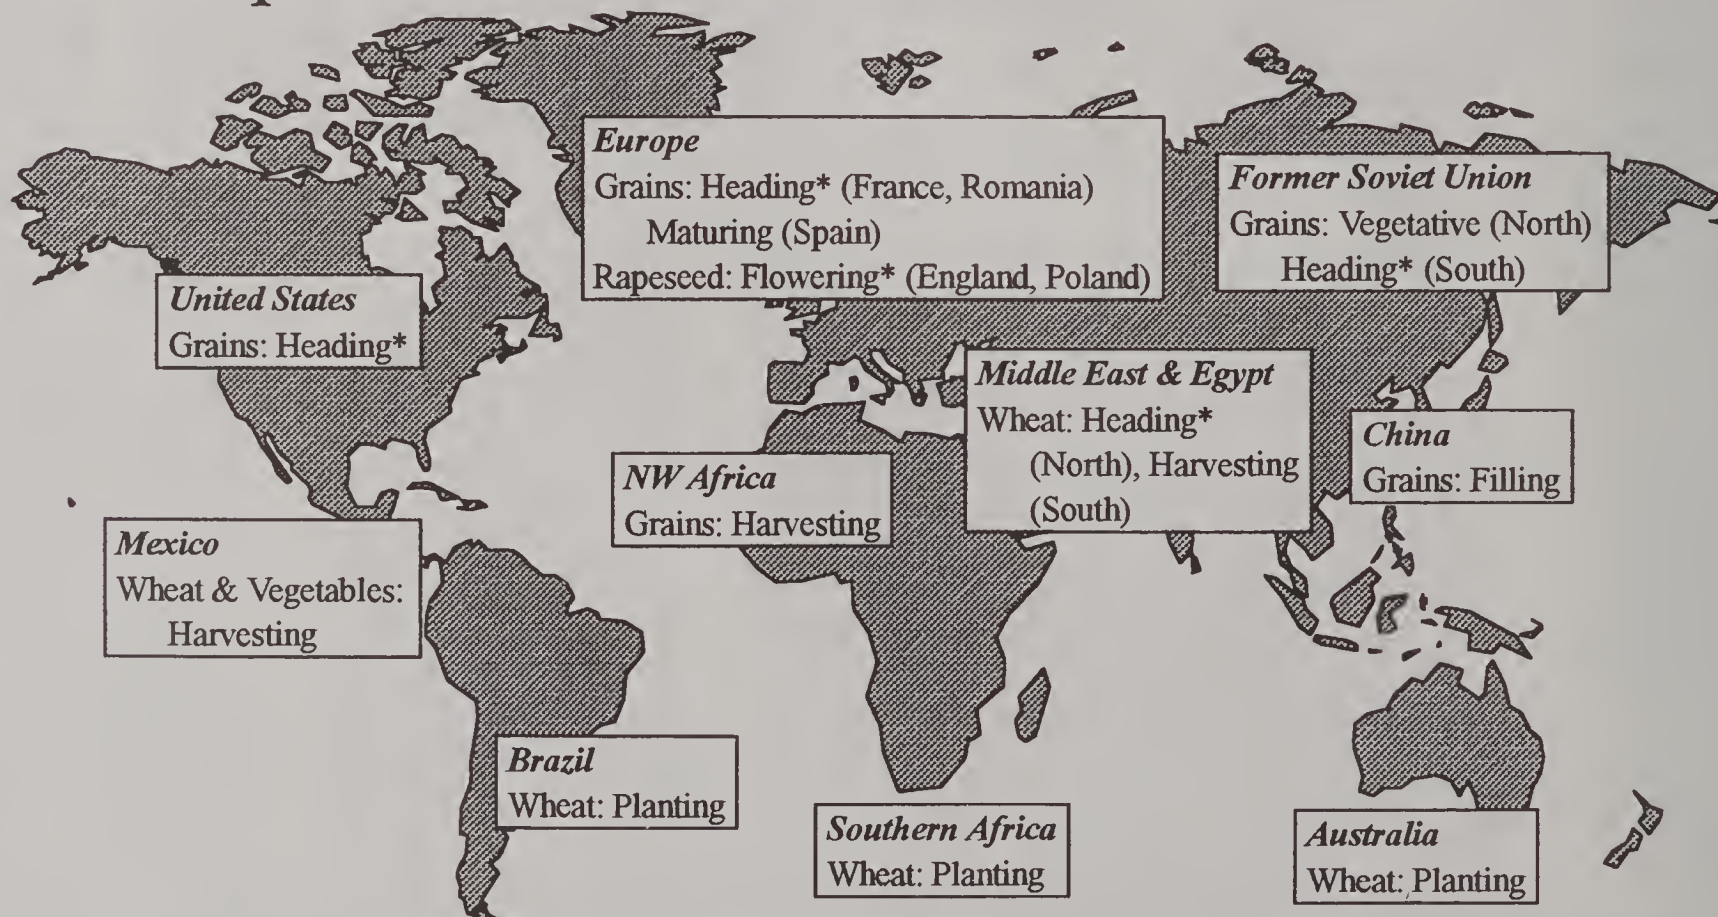 Europe
Grains: Heading* (France, Romania)
Maturing (Spain)
Rapeseed: Flowering* (England, Poland)
Former Soviet Union
Grains: Vegetative (North)
Heading* (South)
United States
Grains: Heading*
Middle East & Egypt
Wheat: Heading*
(North), Harvesting
(South)
China
Grains: Filling
NW Africa
Grains: Harvesting
Mexico
Wheat & Vegetables:
Harvesting
Brazil
Wheat: Planting
Southern Africa
Wheat: Planting
Australia
Wheat: Planting